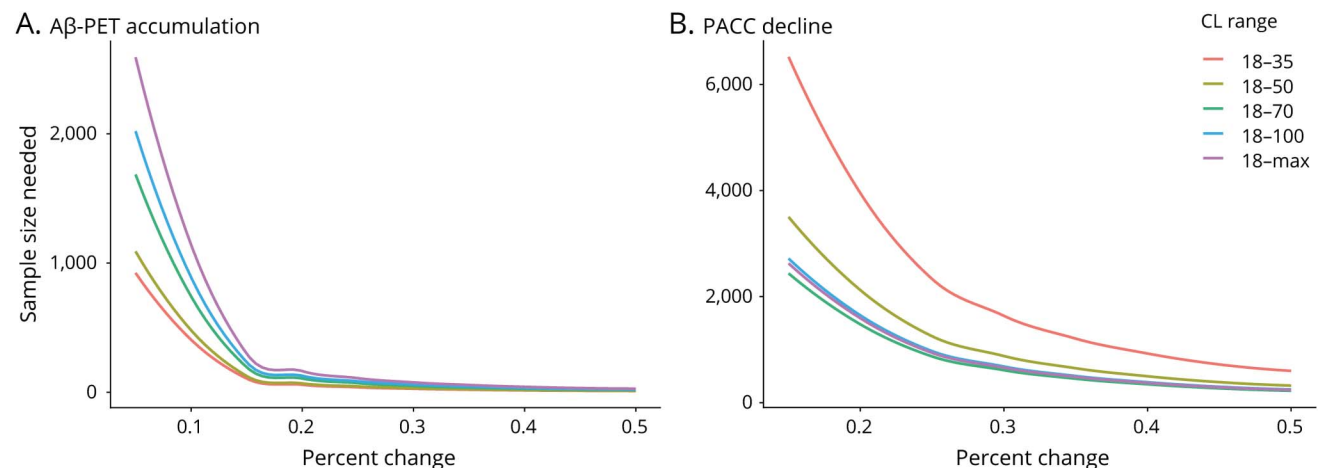 A. Aβ-PET accumulation
Sample size needed
2,000
1,000
0
0.1 0.2 0.3 0.4 0.5
Percent change
B. PACC decline
6,000
4,000
2,000
0
0.2 0.3 0.4 0.5
Percent change
CL range
18–35
18–50
18–70
18–100
18–max